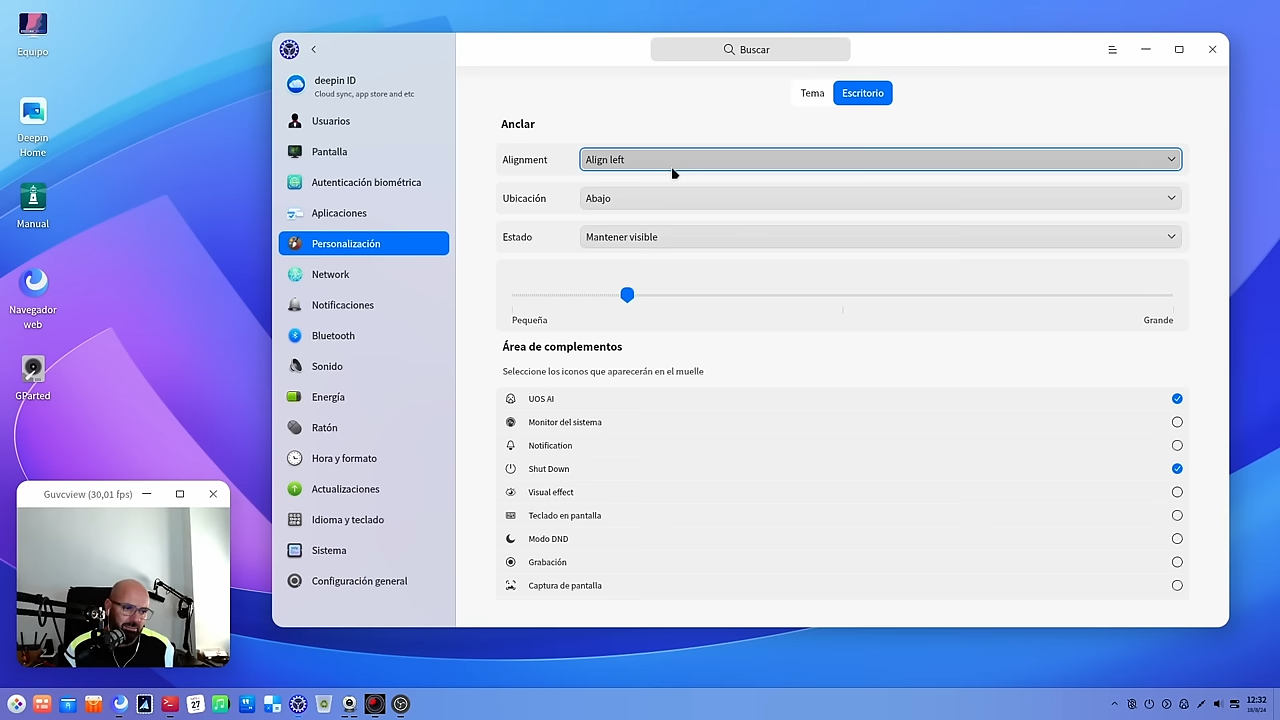 Equipo
Deepin
Home
Manual
Navegador
web
GParted
Guvcview (30,01 fps)
deepin ID
Cloud sync, app store and etc
Usuarios
Pantalla
Autenticación biométrica
Aplicaciones
Personalización
Network
Notificaciones
Bluetooth
Sonido
Energía
Ratón
Hora y formato
Actualizaciones
Idioma y teclado
Sistema
Configuración general
Buscar
Tema
Escritorio
Anclar
Alignment
Align left
Ubicación
Abajo
Estado
Mantener visible
Pequeña
Grande
Área de complementos
Seleccione los iconos que aparecerán en el muelle
UOS AI
Monitor del sistema
Notification
Shut Down
Visual effect
Teclado en pantalla
Modo DND
Grabación
Captura de pantalla
27
12:32
18/8/24